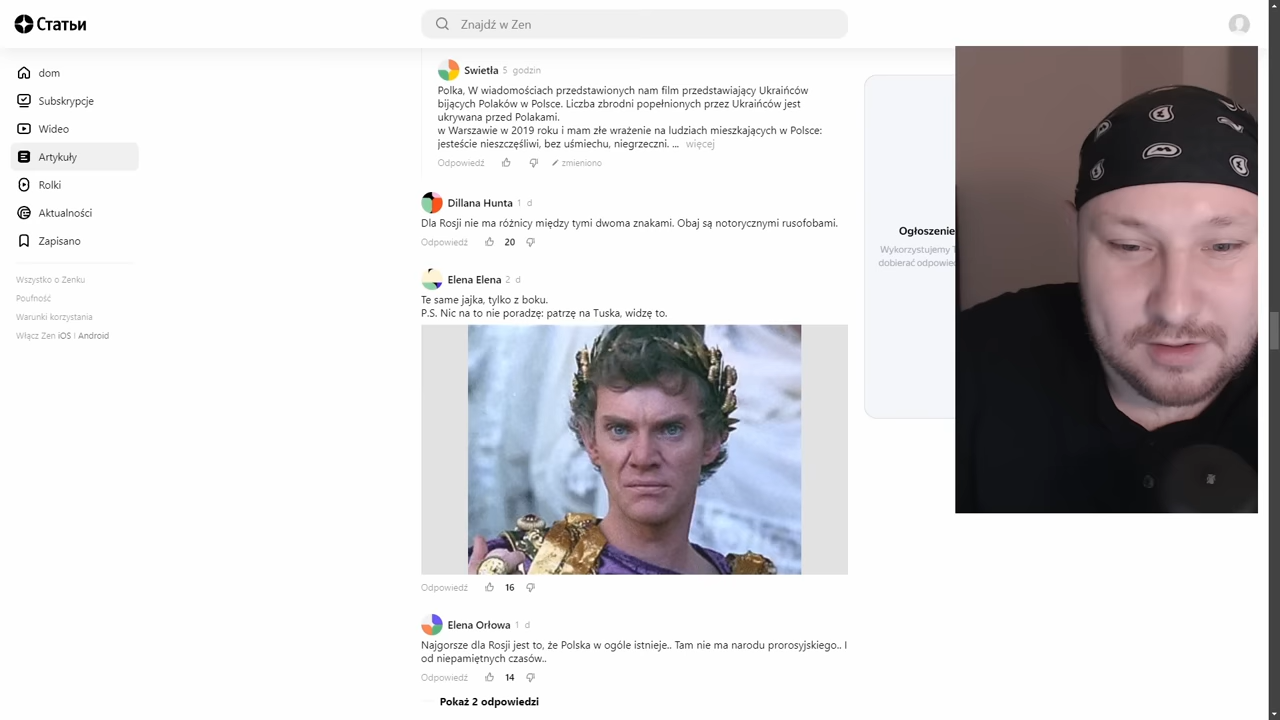 Статьи
Znajdź w Zen
dom
Subskrypcje
Wideo
Artykuły
Rolki
Aktualności
Zapisano
Wszystko o Zenku
Poufność
Warunki korzystania
Włącz Zen iOS i Android
Swietła 5 godzin
Polka, W wiadomościach przedstawionych nam film przedstawiający Ukraińców
bijących Polaków w Polsce. Liczba zbrodni popełnionych przez Ukraińców jest
ukrywana przed Polakami.
w Warszawie w 2019 roku i mam złe wrażenie na ludziach mieszkających w Polsce:
jesteście nieszczęśliwi, bez uśmiechu, niegrzeczni. ... więcej
Odpowiedź zmieniono
Dillana Hunta 1 d
Dla Rosji nie ma różnicy między tymi dwoma znakami. Obaj są notorycznymi rusofobami.
Odpowiedź 20
Elena Elena 2 d
Te same jajka, tylko z boku.
P.S. Nic na to nie poradzę: patrzę na Tuska, widzę to.
Odpowiedź 16
Elena Orłowa 1 d
Najgorsze dla Rosji jest to, że Polska w ogóle istnieje.. Tam nie ma narodu prorosyjskiego.. I
od niepamiętnych czasów..
Odpowiedź 14
Pokaż 2 odpowiedzi
Ogłoszenie
Wykorzystujemy
dobierać